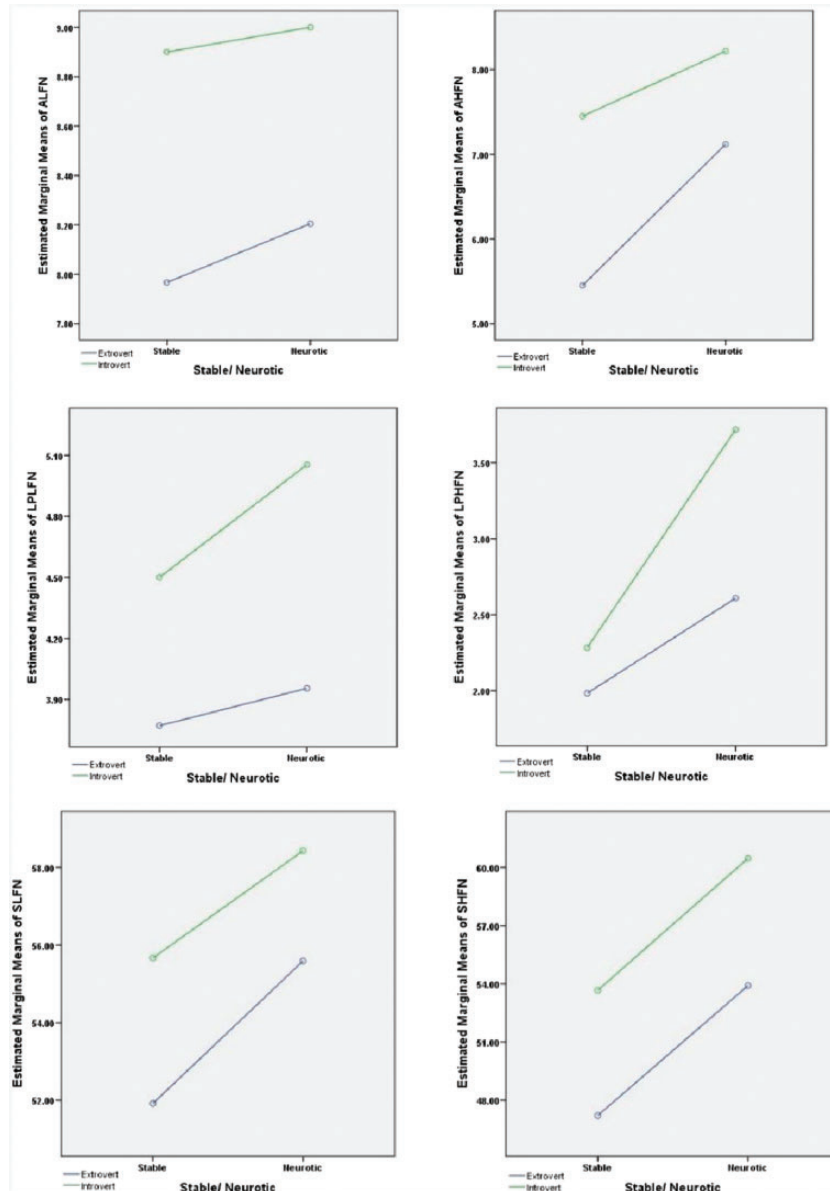 Estimated Marginal Means of ALFN
9.00
8.80
8.60
8.40
8.20
8.00
7.80
Stable
Neurotic
Extrovert
Introvert
Stable/ Neurotic
Estimated Marginal Means of AHFN
8.00
7.00
6.00
5.00
Stable
Neurotic
Extrovert
Introvert
Stable/ Neurotic
Estimated Marginal Means of LPLFN
5.10
4.80
4.50
4.20
3.90
Stable
Neurotic
Extrovert
Introvert
Stable/ Neurotic
Estimated Marginal Means of LPHFN
3.50
3.00
2.50
2.00
Stable
Neurotic
Extrovert
Introvert
Stable/ Neurotic
Estimated Marginal Means of SLFN
58.00
56.00
54.00
52.00
Stable
Neurotic
Extrovert
Introvert
Stable/ Neurotic
Estimated Marginal Means of SHFN
60.00
57.00
54.00
51.00
48.00
Stable
Neurotic
Extrovert
Introvert
Stable/ Neurotic